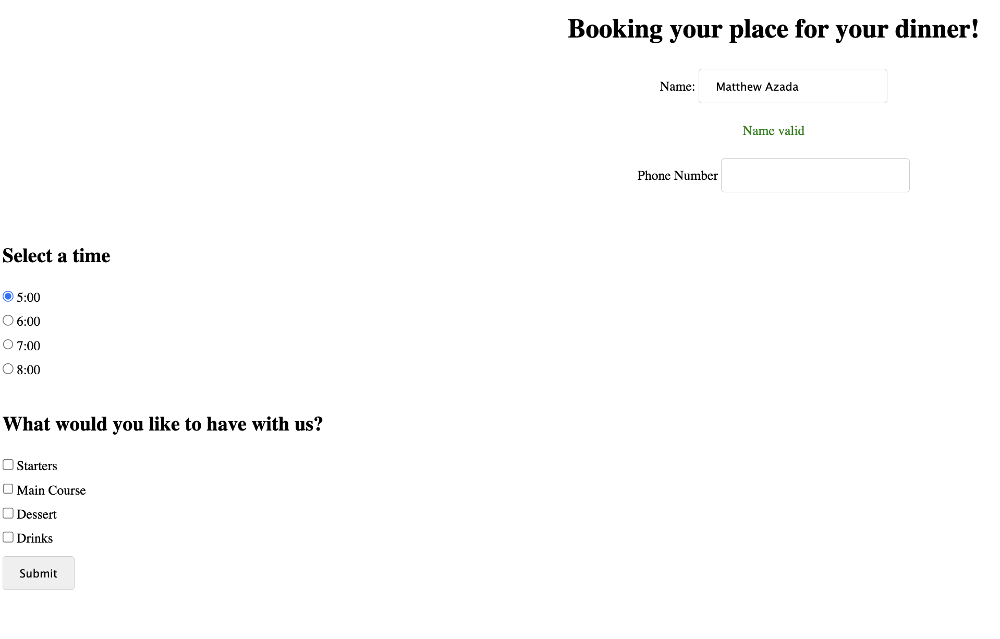 Booking your place for your dinner!
Name: Matthew Azada
Name valid
Phone Number
Select a time
5:00
6:00
7:00
8:00
What would you like to have with us?
Starters
Main Course
Dessert
Drinks
Submit